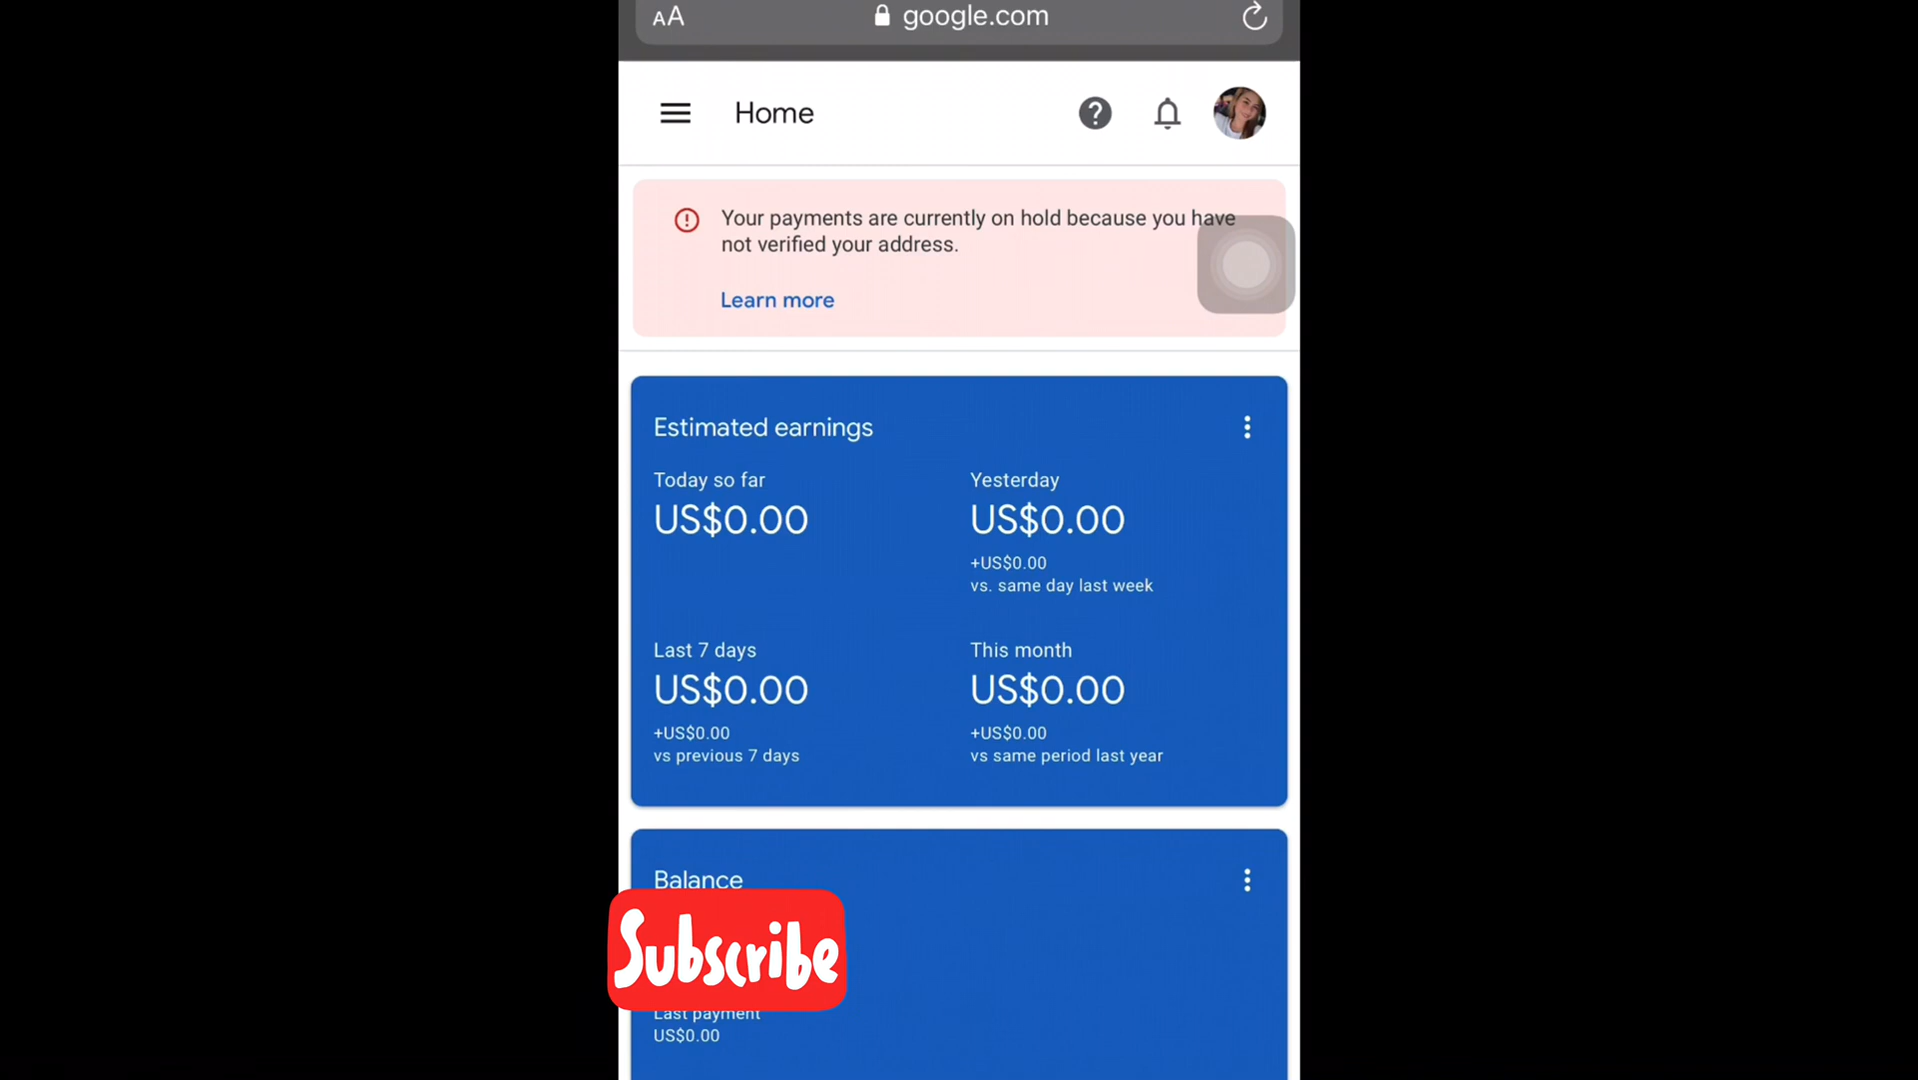 AA google.com
Home
Your payments are currently on hold because you have
not verified your address.
Learn more
Estimated earnings
Today so far
US$0.00
Yesterday
US$0.00
+US$0.00
vs. same day last week
Last 7 days
US$0.00
+US$0.00
vs previous 7 days
This month
US$0.00
+US$0.00
vs same period last year
Balance
Subscribe
Last payment
US$0.00